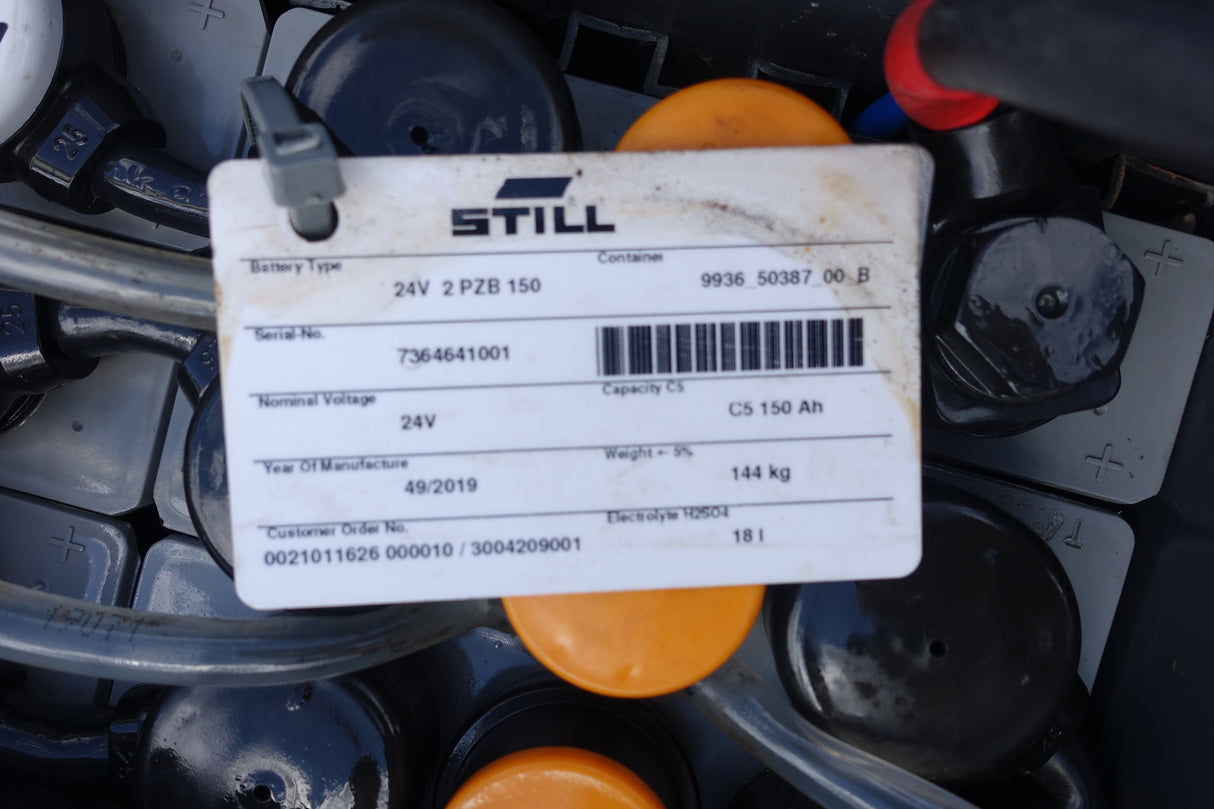 STILL
Battery Type
24V 2 PZB 150
Container
9936_50387_00_B
Serial-No.
7364641001
Nominal Voltage
24V
Capacity C5
C5 150 Ah
Year Of Manufacture
49/2019
Weight +- 5%
144 kg
Customer Order No.
0021011626 000010 / 3004209001
Electrolyte H2SO4
18 l
25
25